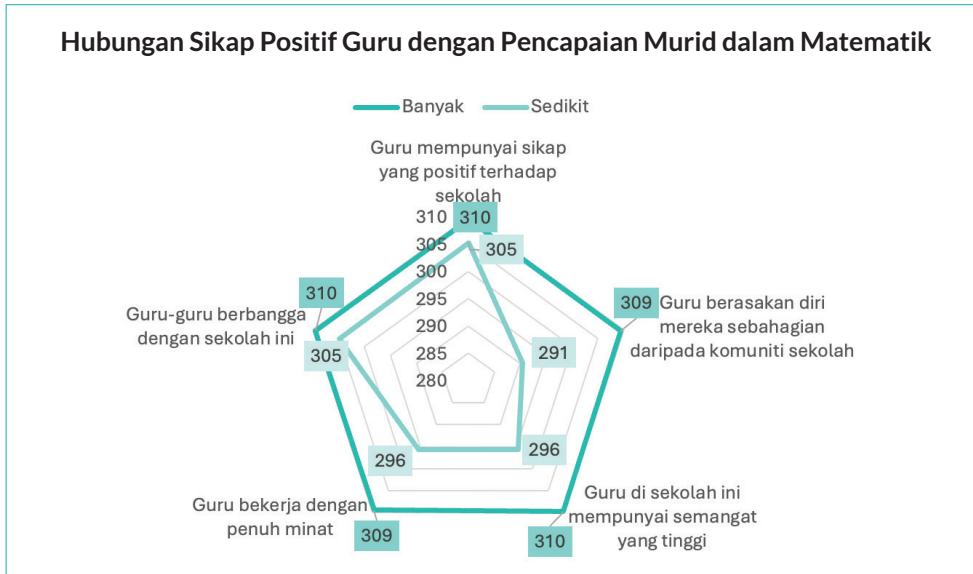 Hubungan Sikap Positif Guru dengan Pencapaian Murid dalam Matematik
Banyak
Sedikit
Guru mempunyai sikap
yang positif terhadap
sekolah
310
310
305
305
300
295
290
285
280
310
Guru-guru berbangga
dengan sekolah ini
305
309
Guru berasakan diri
mereka sebahagian
daripada komuniti sekolah
291
296
296
Guru bekerja dengan
penuh minat
309
Guru di sekolah ini
mempunyai semangat
yang tinggi
310